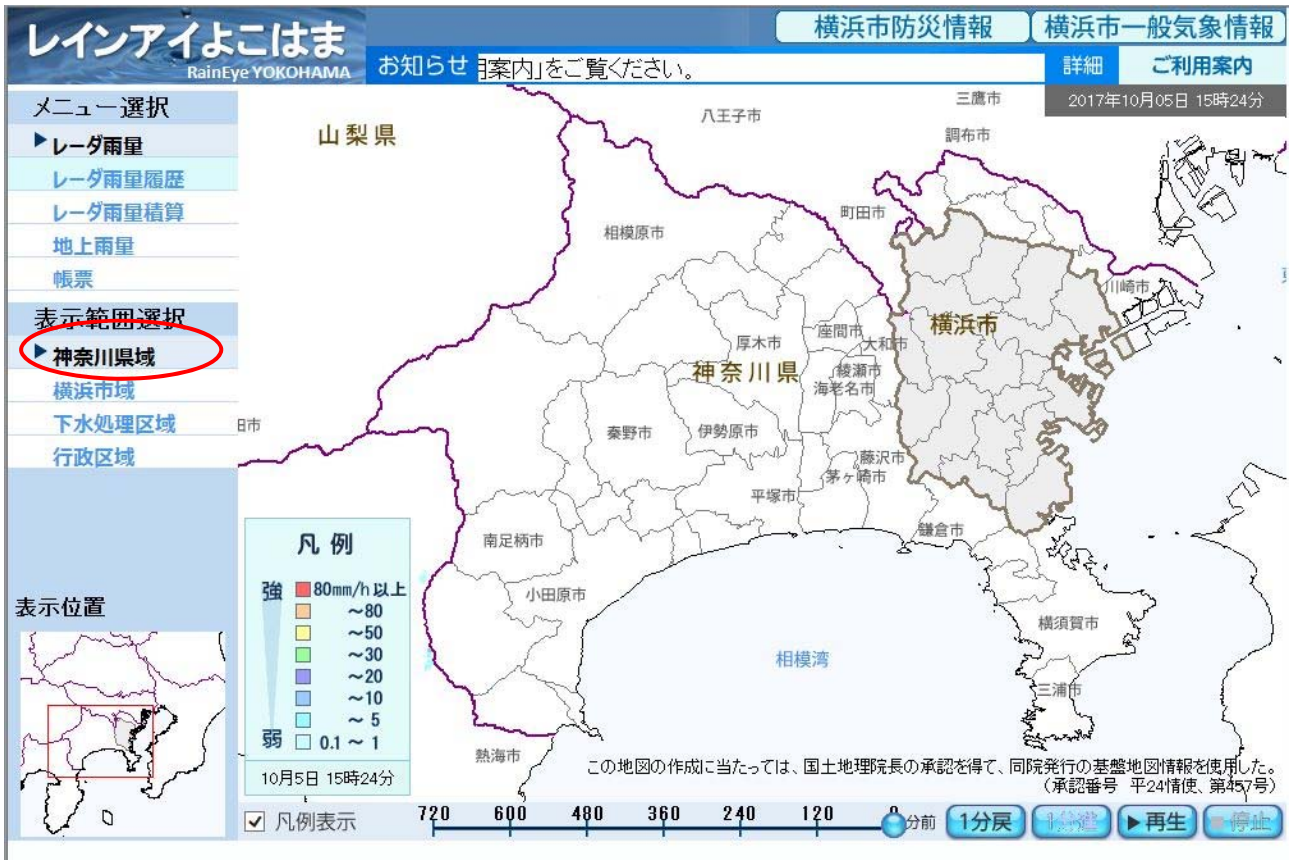 レインアイよこはま
RainEye YOKOHAMA
横浜市防災情報
横浜市一般気象情報
お知らせ
用案内」をご覧ください。
詳細
ご利用案内
2017年10月05日 15時24分
メニュー選択
レーダ雨量
レーダ雨量履歴
レーダ雨量積算
地上雨量
帳票
表示範囲選択
神奈川県域
横浜市域
下水処理区域
行政区域
表示位置
山梨県
八王子市
三鷹市
調布市
町田市
相模原市
川崎市
横浜市
座間市
大和市
厚木市
神奈川県
綾瀬市
海老名市
田市
秦野市
伊勢原市
藤沢市
茅ヶ崎市
平塚市
鎌倉市
南足柄市
小田原市
横須賀市
相模湾
三浦市
熱海市
凡例
強
80mm/h以上
～80
～50
～30
～20
～10
～5
弱
0.1～1
10月5日 15時24分
この地図の作成に当たっては、国土地理院長の承認を得て、同院発行の基盤地図情報を使用した。
(承認番号 平24情使、第457号)
凡例表示
720 600 480 360 240 120 0
分前
1分戻
1分進
再生
停止